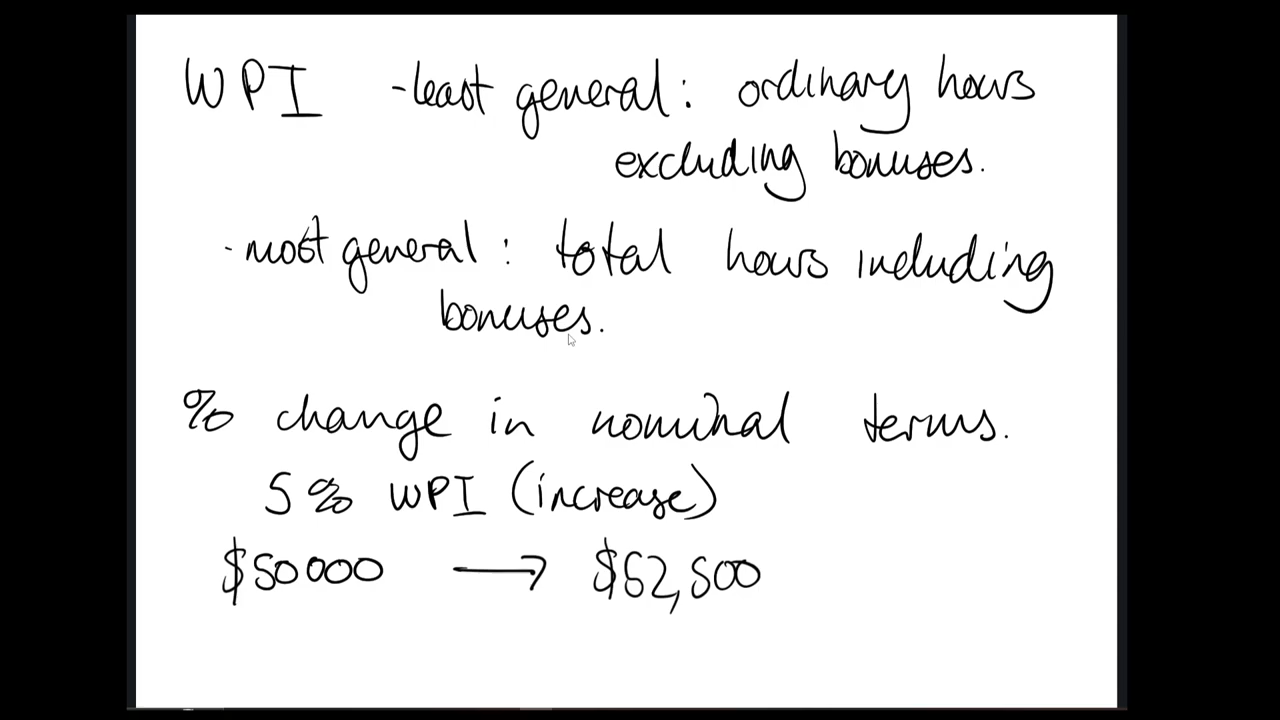 WPI -least general: ordinary hours
excluding bonuses.
- most general: total hours including
bonuses.
% change in nominal terms.
5% WPI (increase)
$50000 → $52,500